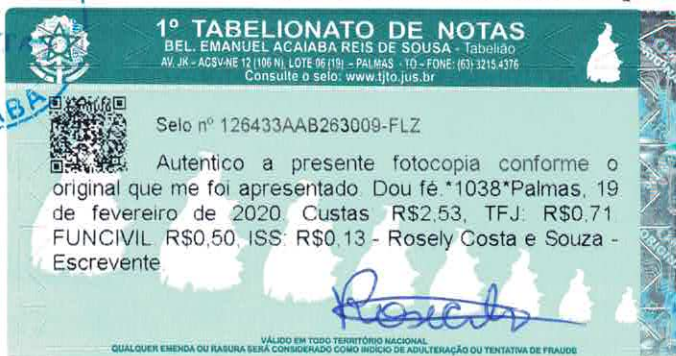 1º TABELIONATO DE NOTAS
BEL. EMANUEL ACAIABA REIS DE SOUSA - Tabelião
AV. JK - ACSV-NE 12 (106 N), LOTE 06 (19) - PALMAS - TO - FONE: (63) 3215.4376
Consulte o selo: www.tjto.jus.br
Selo nº 126433AAB263009-FLZ
Autentico a presente fotocopia conforme o
original que me foi apresentado. Dou fé.*1038*Palmas, 19
de fevereiro de 2020. Custas R$2,53, TFJ: R$0,71
FUNCIVIL: R$0,50, ISS: R$0,13 - Rosely Costa e Souza -
Escrevente
VÁLIDO EM TODO TERRITÓRIO NACIONAL
QUALQUER EMENDA OU RASURA SERÁ CONSIDERADO COMO INDÍCIO DE ADULTERAÇÃO OU TENTATIVA DE FRAUDE